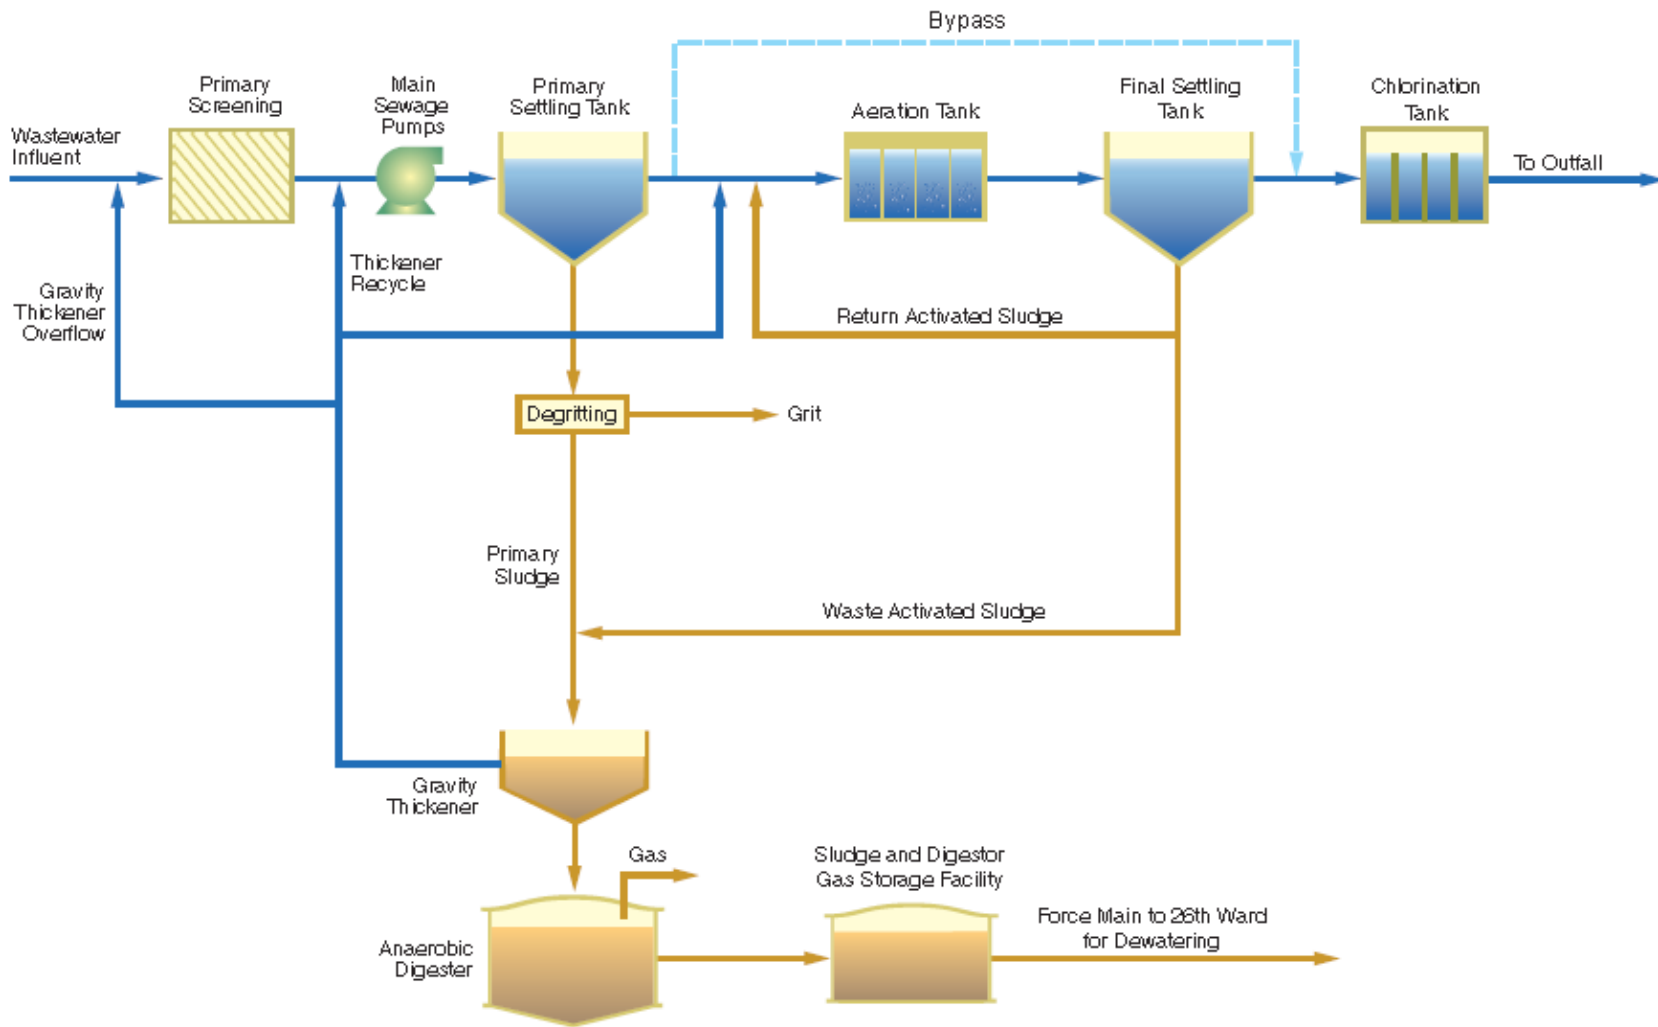 Bypass
Primary
Screening
Main
Sewage
Pumps
Primary
Settling Tank
Aeration Tank
Final Settling
Tank
Chlorination
Tank
Wastewater
Influent
To Outfall
Thickener
Recycle
Gravity
Thickener
Overflow
Return Activated Sludge
Degritting
Grit
Primary
Sludge
Waste Activated Sludge
Gravity
Thickener
Gas
Sludge and Digestor
Gas Storage Facility
Force Main to 26th Ward
for Dewatering
Anaerobic
Digester